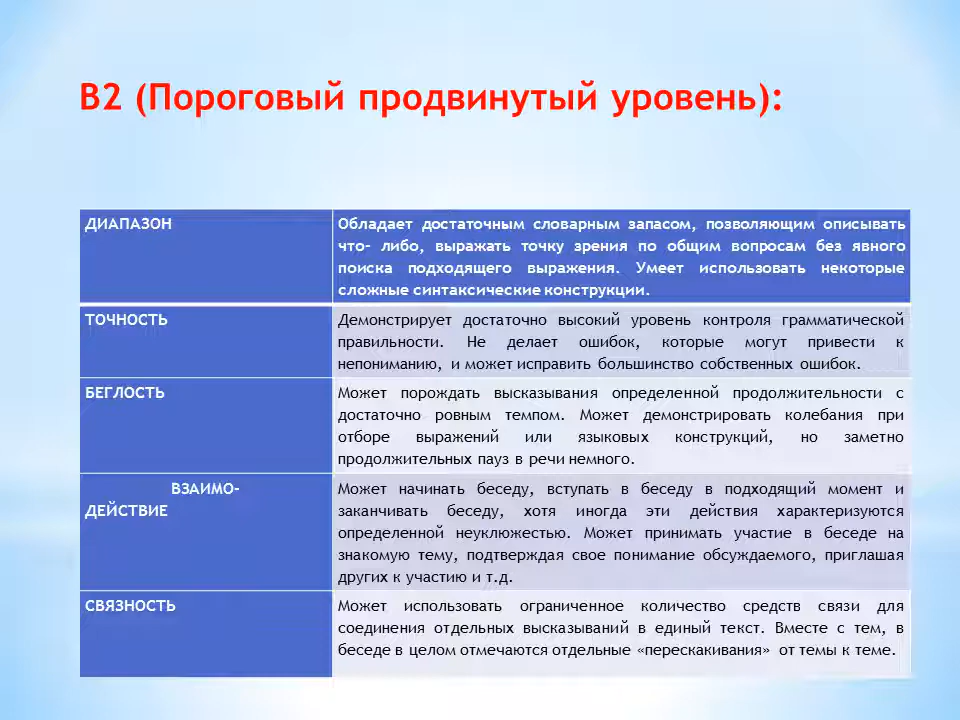 В2 (Пороговый продвинутый уровень):
ДИАПАЗОН
Обладает достаточным словарным запасом, позволяющим описывать
что- либо, выражать точку зрения по общим вопросам без явного
поиска подходящего выражения. Умеет использовать некоторые
сложные синтаксические конструкции.
ТОЧНОСТЬ
Демонстрирует достаточно высокий уровень контроля грамматической
правильности. Не делает ошибок, которые могут привести к
непониманию, и может исправить большинство собственных ошибок.
БЕГЛОСТЬ
Может порождать высказывания определенной продолжительности с
достаточно ровным темпом. Может демонстрировать колебания при
отборе выражений или языковых конструкций, но заметно
продолжительных пауз в речи немного.
ВЗАИМО-
ДЕЙСТВИЕ
Может начинать беседу, вступать в беседу в подходящий момент и
заканчивать беседу, хотя иногда эти действия характеризуются
определенной неуклюжестью. Может принимать участие в беседе на
знакомую тему, подтверждая свое понимание обсуждаемого, приглашая
других к участию и т.д.
СВЯЗНОСТЬ
Может использовать ограниченное количество средств связи для
соединения отдельных высказываний в единый текст. Вместе с тем, в
беседе в целом отмечаются отдельные «перескакивания» от темы к теме.